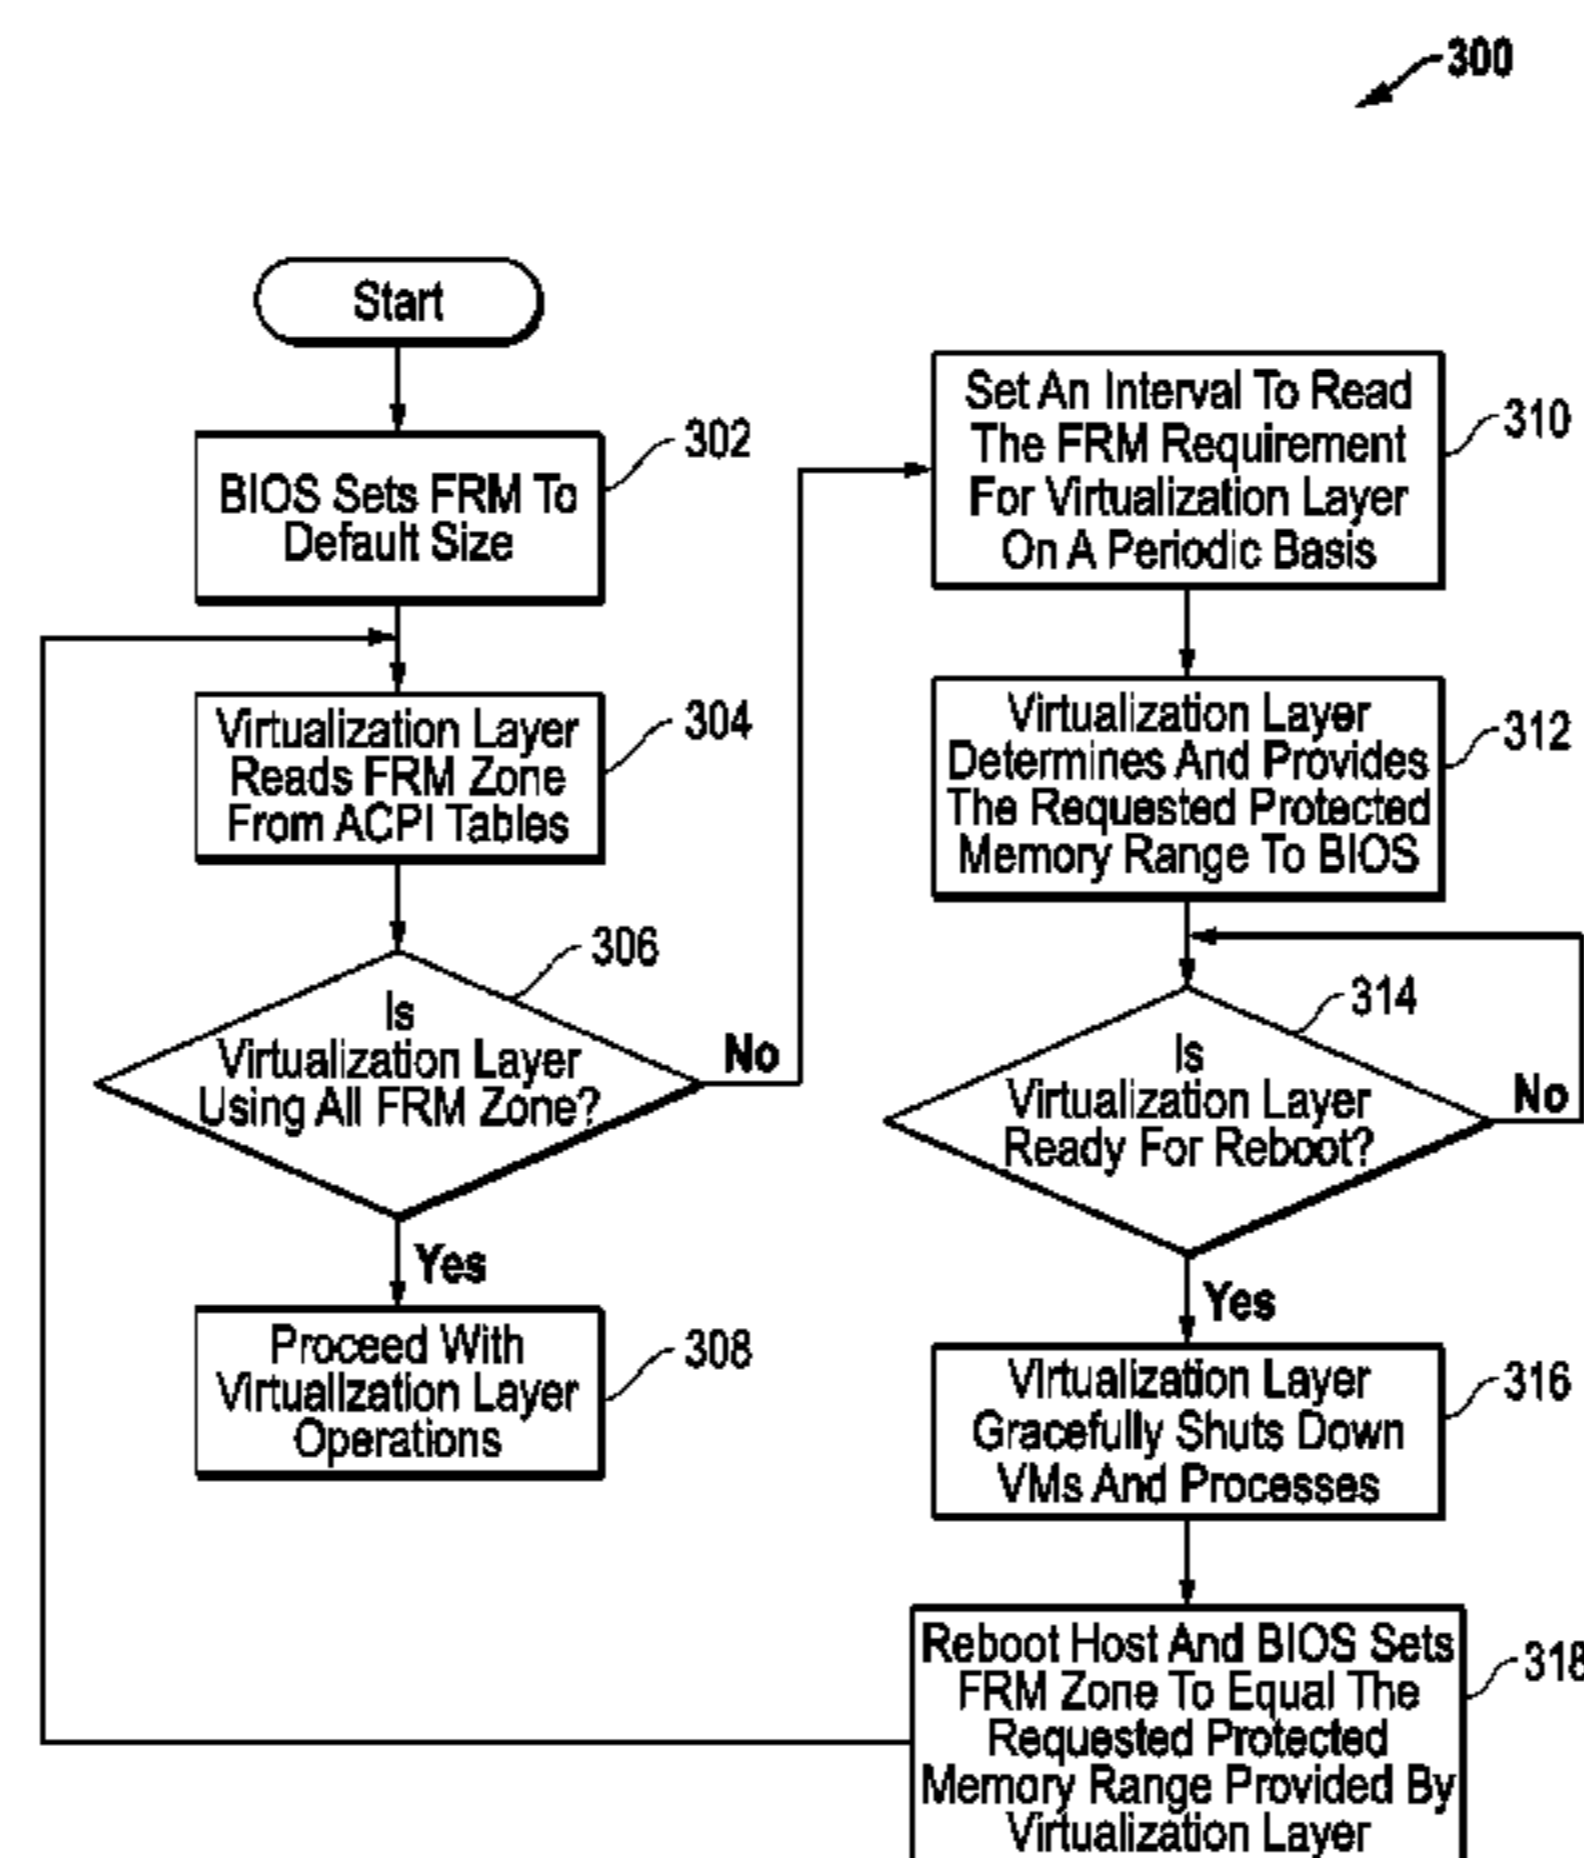 300
Start
302
BIOS Sets FRM To
Default Size
304
Virtualization Layer
Reads FRM Zone
From ACPI Tables
306
Is
Virtualization Layer
Using All FRM Zone?
No
Yes
308
Proceed With
Virtualization Layer
Operations
310
Set An Interval To Read
The FRM Requirement
For Virtualization Layer
On A Periodic Basis
312
Virtualization Layer
Determines And Provides
The Requested Protected
Memory Range To BIOS
314
Is
Virtualization Layer
Ready For Reboot?
No
Yes
316
Virtualization Layer
Gracefully Shuts Down
VMs And Processes
318
Reboot Host And BIOS Sets
FRM Zone To Equal The
Requested Protected
Memory Range Provided By
Virtualization Layer